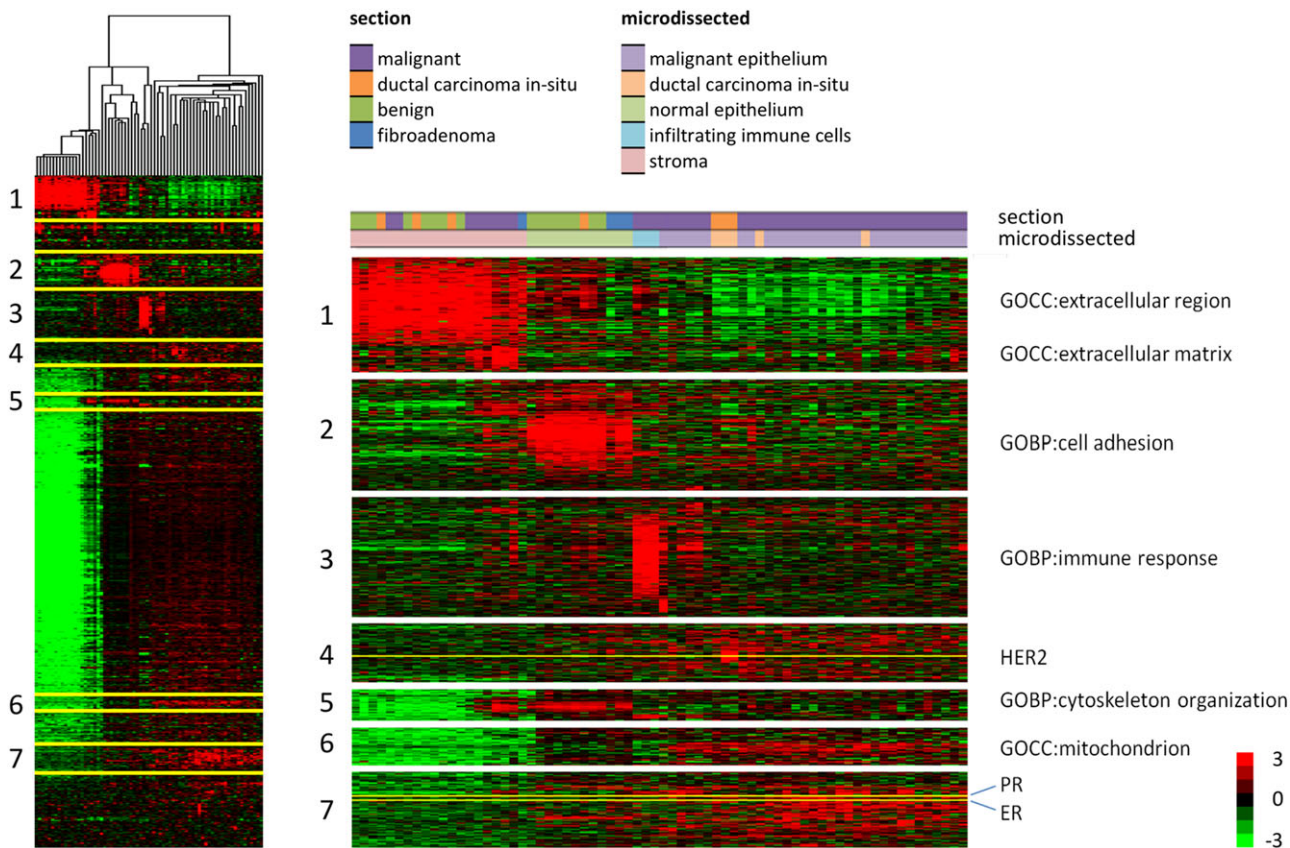 section
malignant
ductal carcinoma in-situ
benign
fibroadenoma
microdissected
malignant epithelium
ductal carcinoma in-situ
normal epithelium
infiltrating immune cells
stroma
1
2
3
4
5
6
7
section
microdissected
1
GOCC:extracellular region
GOCC:extracellular matrix
2
GOBP:cell adhesion
3
GOBP:immune response
4
HER2
5
GOBP:cytoskeleton organization
6
GOCC:mitochondrion
7
PR
ER
3
0
-3